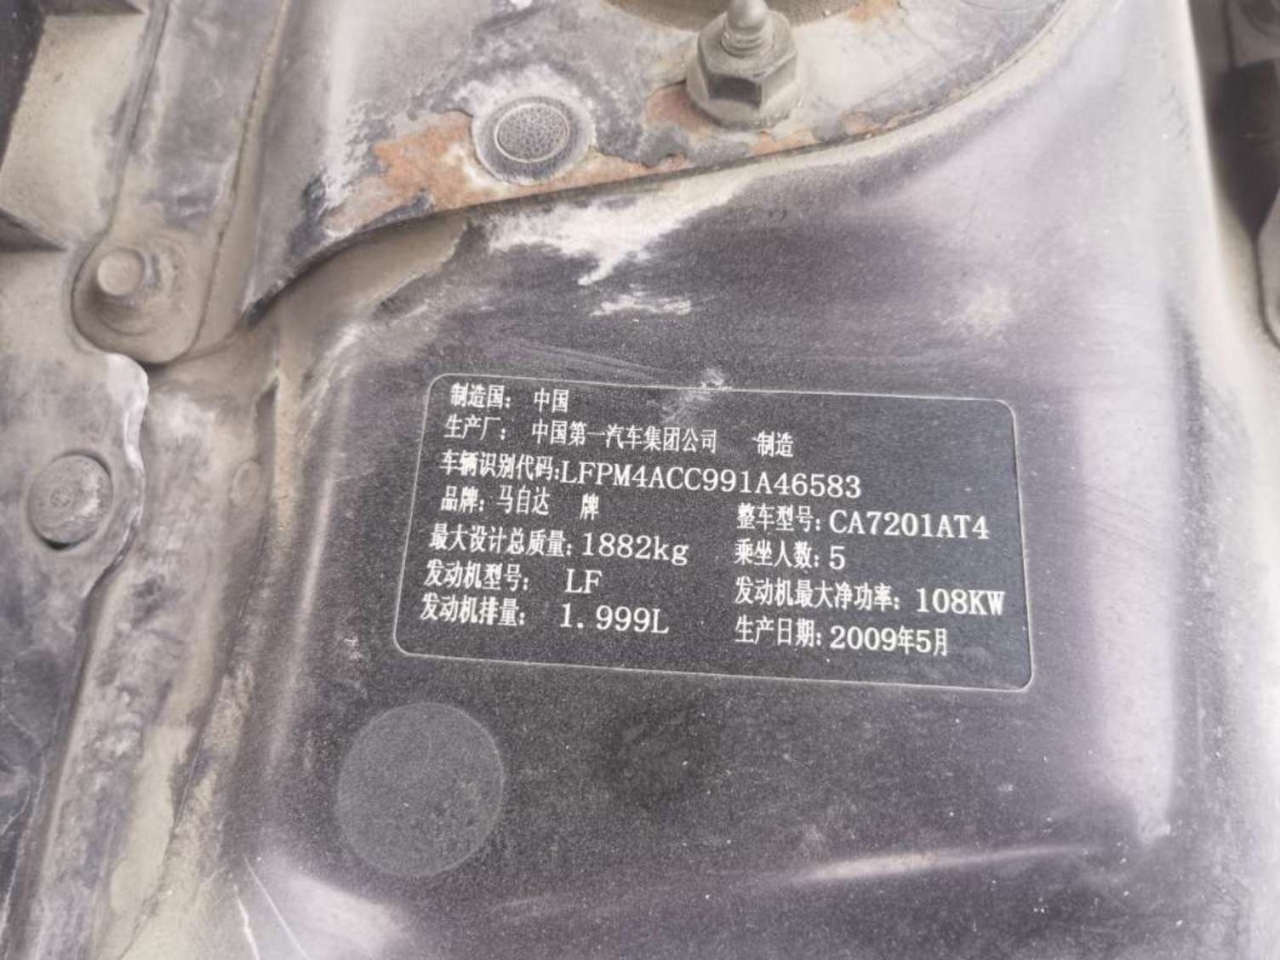 制造国： 中国
生产厂： 中国第一汽车集团公司 制造
车辆识别代码:LFPM4ACC991A46583
品牌: 马自达 牌 整车型号: CA7201AT4
最大设计总质量: 1882kg 乘坐人数: 5
发动机型号: LF 发动机最大净功率: 108KW
发动机排量: 1.999L 生产日期: 2009年5月